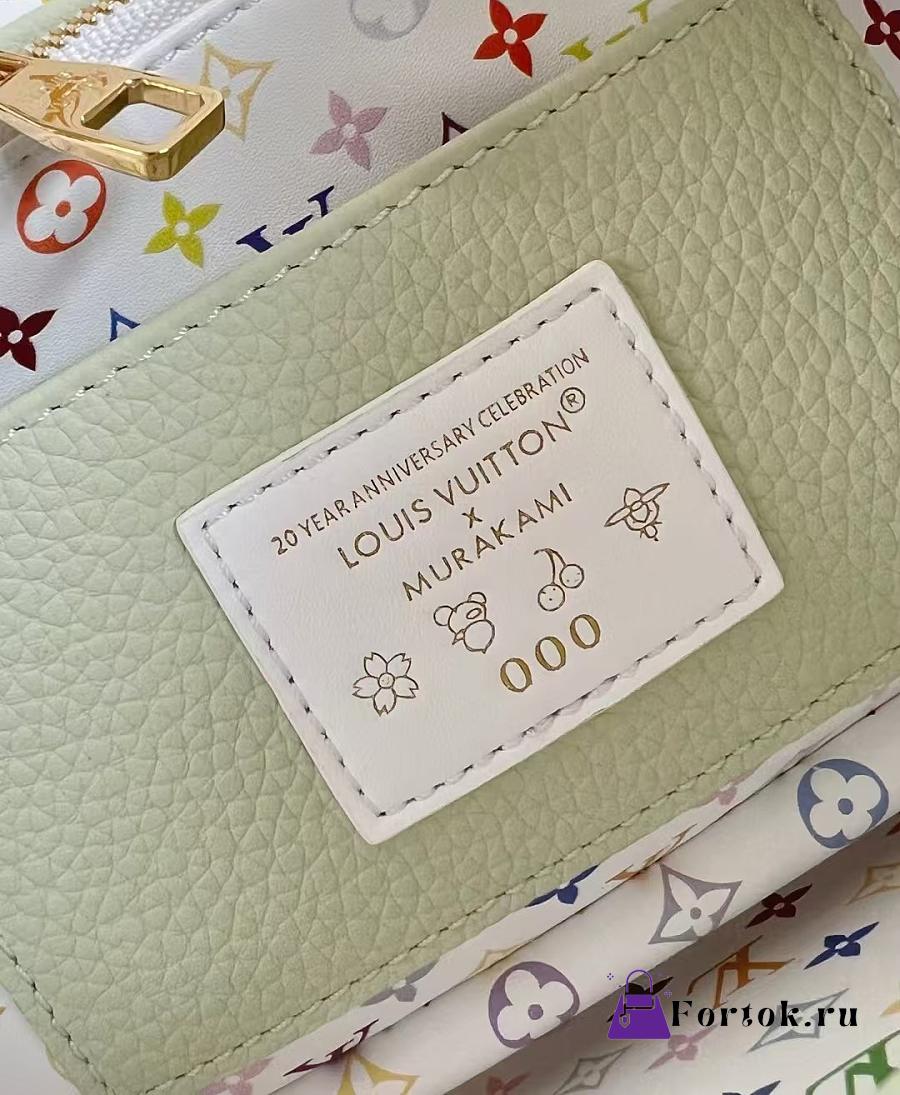 20 YEAR ANNIVERSARY CELEBRATION
LOUIS VUITTON®
X
MURAKAMI
000
Fortok.ru